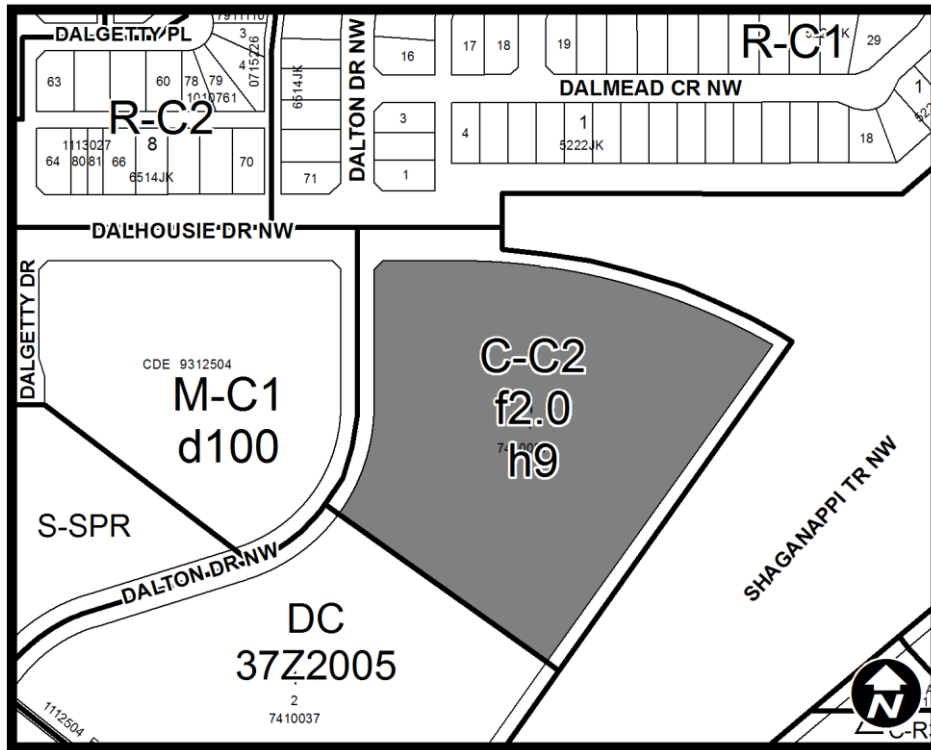 7911110
DALGETTY PL
3
4
0715226
63
60
78
79
1010761
R-C2
8
1113027
64
80
81
66
70
6514JK
6514JK
71
DALTON DR NW
16
17
18
19
R-C1
29
DALMEAD CR NW
3
1
4
1
5222JK
18
1
DALHOUSIE DR NW
DALGETTY DR
CDE 9312504
M-C1
d100
C-C2
f2.0
h9
S-SPR
DALTON DR NW
SHAGANAPPI TR NW
DC
37Z2005
2
7410037
1112504
N